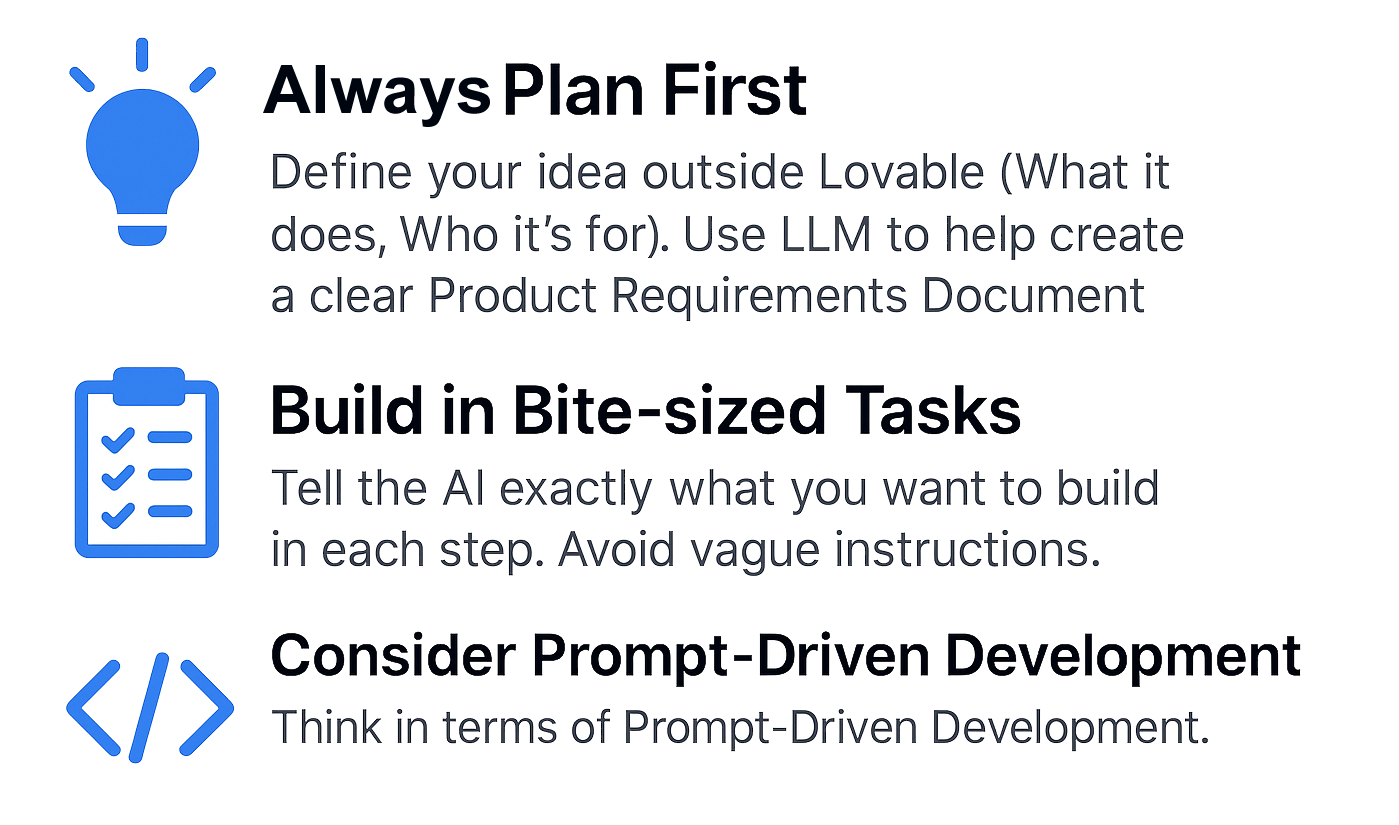 Always Plan First
Define your idea outside Lovable (What it
does, Who it’s for). Use LLM to help create
a clear Product Requirements Document
Build in Bite-sized Tasks
Tell the AI exactly what you want to build
in each step. Avoid vague instructions.
Consider Prompt-Driven Development
Think in terms of Prompt-Driven Development.